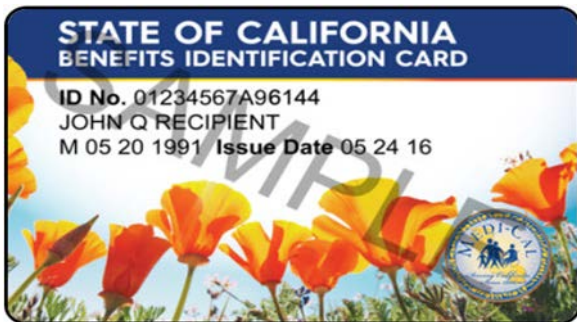 STATE OF CALIFORNIA
BENEFITS IDENTIFICATION CARD
ID No. 01234567A96144
JOHN Q RECIPIENT
M 05 20 1991 Issue Date 05 24 16
SAMPLE
MEDI-CAL